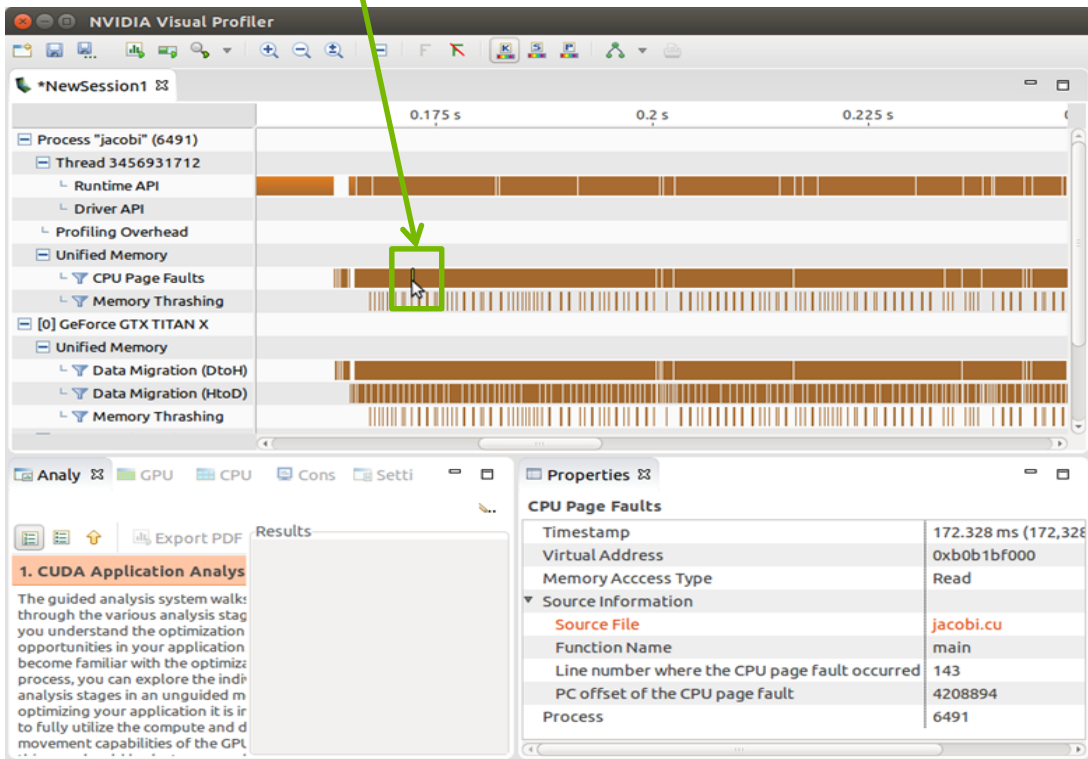 NVIDIA Visual Profiler
*NewSession1
0.175 s 0.2 s 0.225 s
Process "jacobi" (6491)
Thread 3456931712
Runtime API
Driver API
Profiling Overhead
Unified Memory
CPU Page Faults
Memory Thrashing
[0] GeForce GTX TITAN X
Unified Memory
Data Migration (DtoH)
Data Migration (HtoD)
Memory Thrashing
Analy GPU CPU Cons Setti
Export PDF
Results
1. CUDA Application Analys
The guided analysis system walks
through the various analysis stag
you understand the optimization
opportunities in your application
become familiar with the optimiza
process, you can explore the indiv
analysis stages in an unguided m
optimizing your application it is ir
to fully utilize the compute and d
movement capabilities of the GPU
Properties
CPU Page Faults
Timestamp 172.328 ms (172,328
Virtual Address 0xb0b1bf000
Memory Acccess Type Read
Source Information
Source File jacobi.cu
Function Name main
Line number where the CPU page fault occurred 143
PC offset of the CPU page fault 4208894
Process 6491